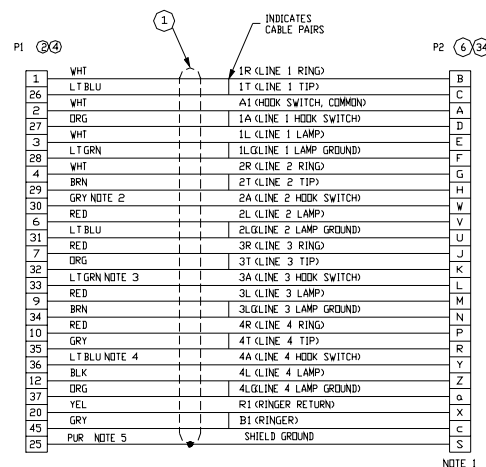 1
INDICATES
CABLE PAIRS
P1 2 4
P2 6 34
1 WHT 1R (LINE 1 RING) B
26 LT BLU 1T (LINE 1 TIP) C
2 WHT A1 (HOOK SWITCH, COMMON) A
27 ORG 1A (LINE 1 HOOK SWITCH) D
3 WHT 1L (LINE 1 LAMP) E
28 LTGRN 1LG(LINE 1 LAMP GROUND) F
4 WHT 2R (LINE 2 RING) G
29 BRN 2T (LINE 2 TIP) H
30 GRY NOTE 2 2A (LINE 2 HOOK SWITCH) W
6 RED 2L (LINE 2 LAMP) V
31 LT BLU 2LG(LINE 2 LAMP GROUND) U
7 RED 3R (LINE 3 RING) J
32 ORG 3T (LINE 3 TIP) K
33 LTGRN NOTE 3 3A (LINE 3 HOOK SWITCH) L
9 RED 3L (LINE 3 LAMP) M
34 BRN 3LG(LINE 3 LAMP GROUND) N
10 RED 4R (LINE 4 RING) P
35 GRY 4T (LINE 4 TIP) R
36 LT BLU NOTE 4 4A (LINE 4 HOOK SWITCH) Y
12 BLK 4L (LINE 4 LAMP) Z
37 ORG 4LG(LINE 4 LAMP GROUND) a
20 YEL R1 (RINGER RETURN) X
45 GRY B1 (RINGER) c
25 PUR NOTE 5 SHIELD GROUND S
NOTE 1